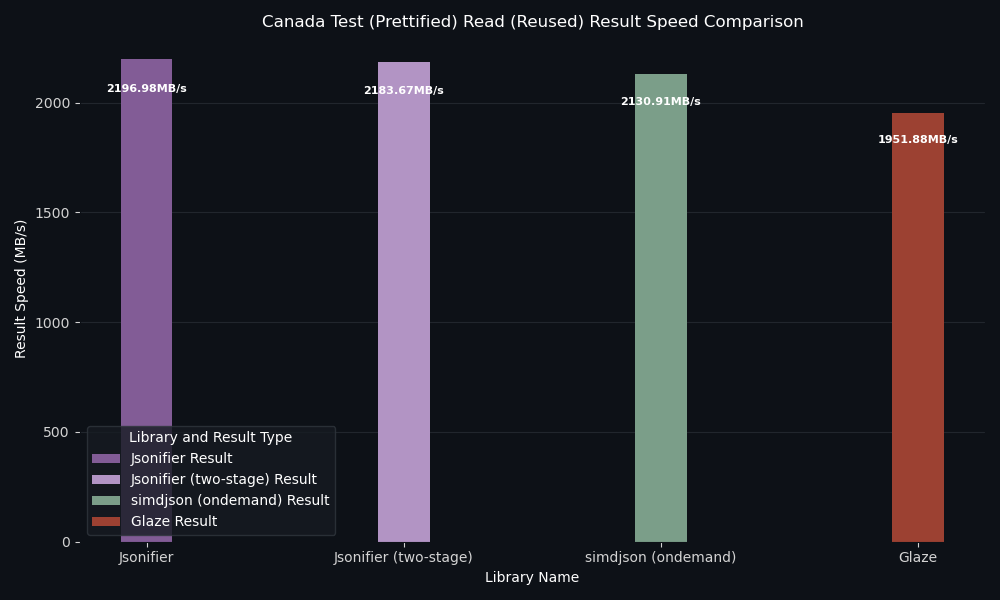 Canada Test (Prettified) Read (Reused) Result Speed Comparison
2196.98MB/s
2183.67MB/s
2130.91MB/s
1951.88MB/s
Result Speed (MB/s)
2000
1500
1000
500
0
Library and Result Type
Jsonifier Result
Jsonifier (two-stage) Result
simdjson (ondemand) Result
Glaze Result
Jsonifier
Jsonifier (two-stage)
simdjson (ondemand)
Glaze
Library Name